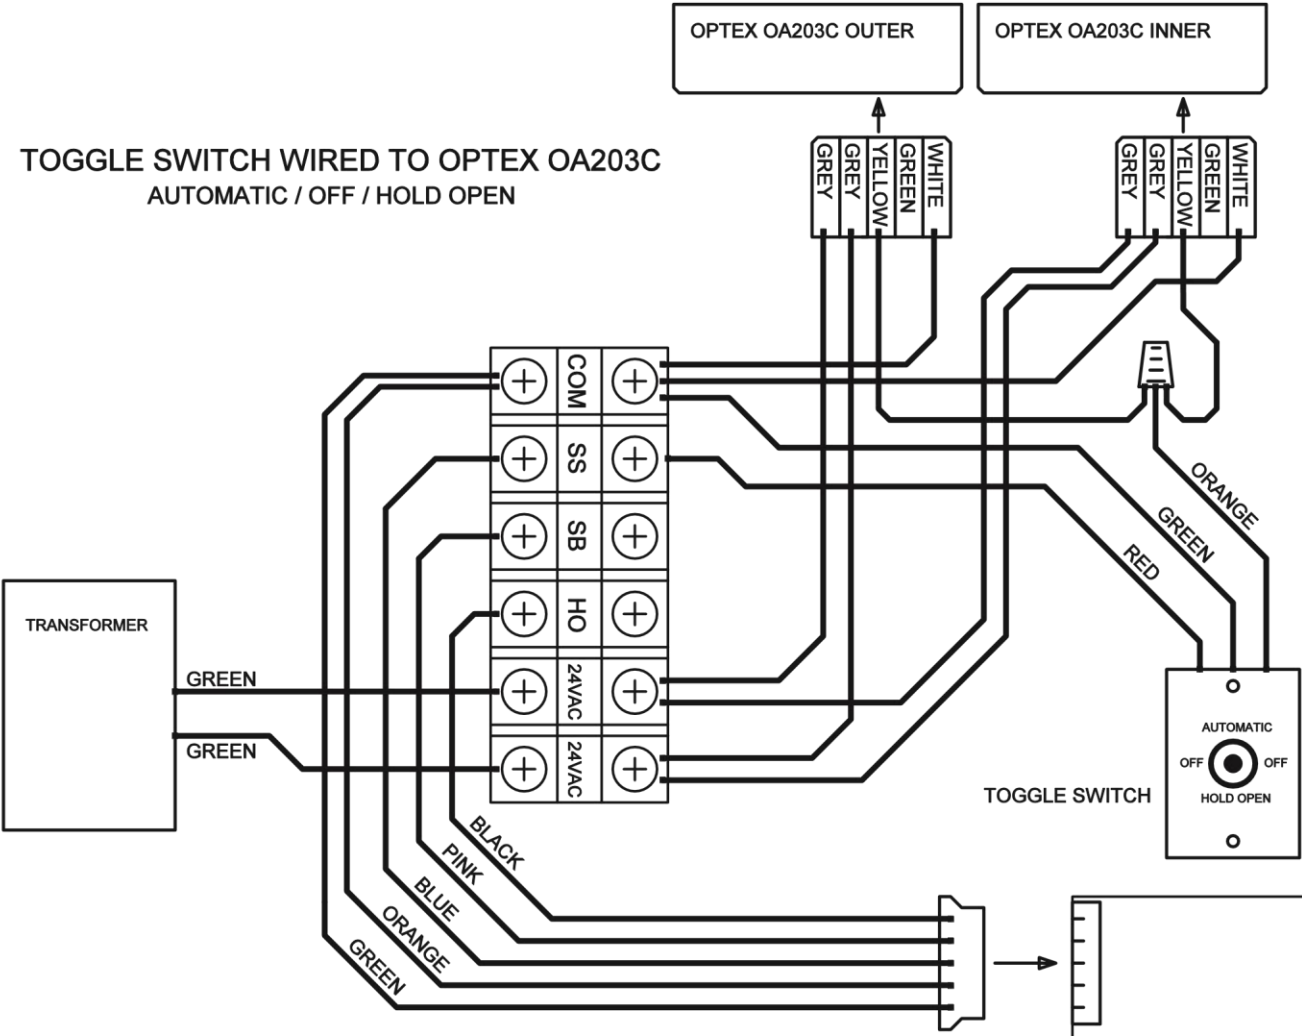 OPTEX OA203C OUTER
OPTEX OA203C INNER
TOGGLE SWITCH WIRED TO OPTEX OA203C
AUTOMATIC / OFF / HOLD OPEN
GREY
GREY
YELLOW
GREEN
WHITE
GREY
GREY
YELLOW
GREEN
WHITE
COM
SS
SB
HO
24VAC
24VAC
ORANGE
GREEN
RED
TRANSFORMER
GREEN
GREEN
AUTOMATIC
OFF
OFF
HOLD OPEN
TOGGLE SWITCH
BLACK
PINK
BLUE
ORANGE
GREEN